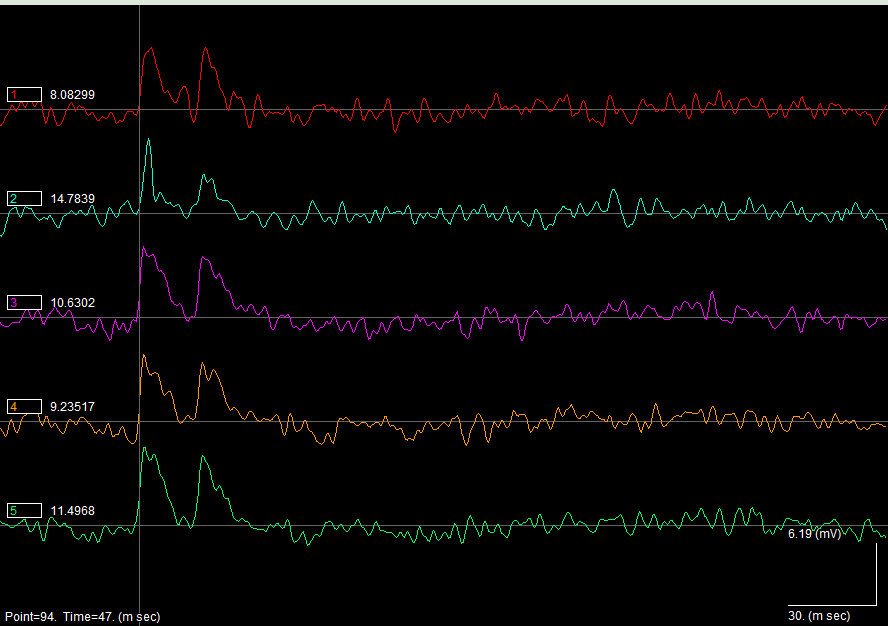 1 8.08299
2 14.7839
3 10.6302
4 9.23517
5 11.4968
6.19 (mV)
Point=94. Time=47. (m sec)
30. (m sec)